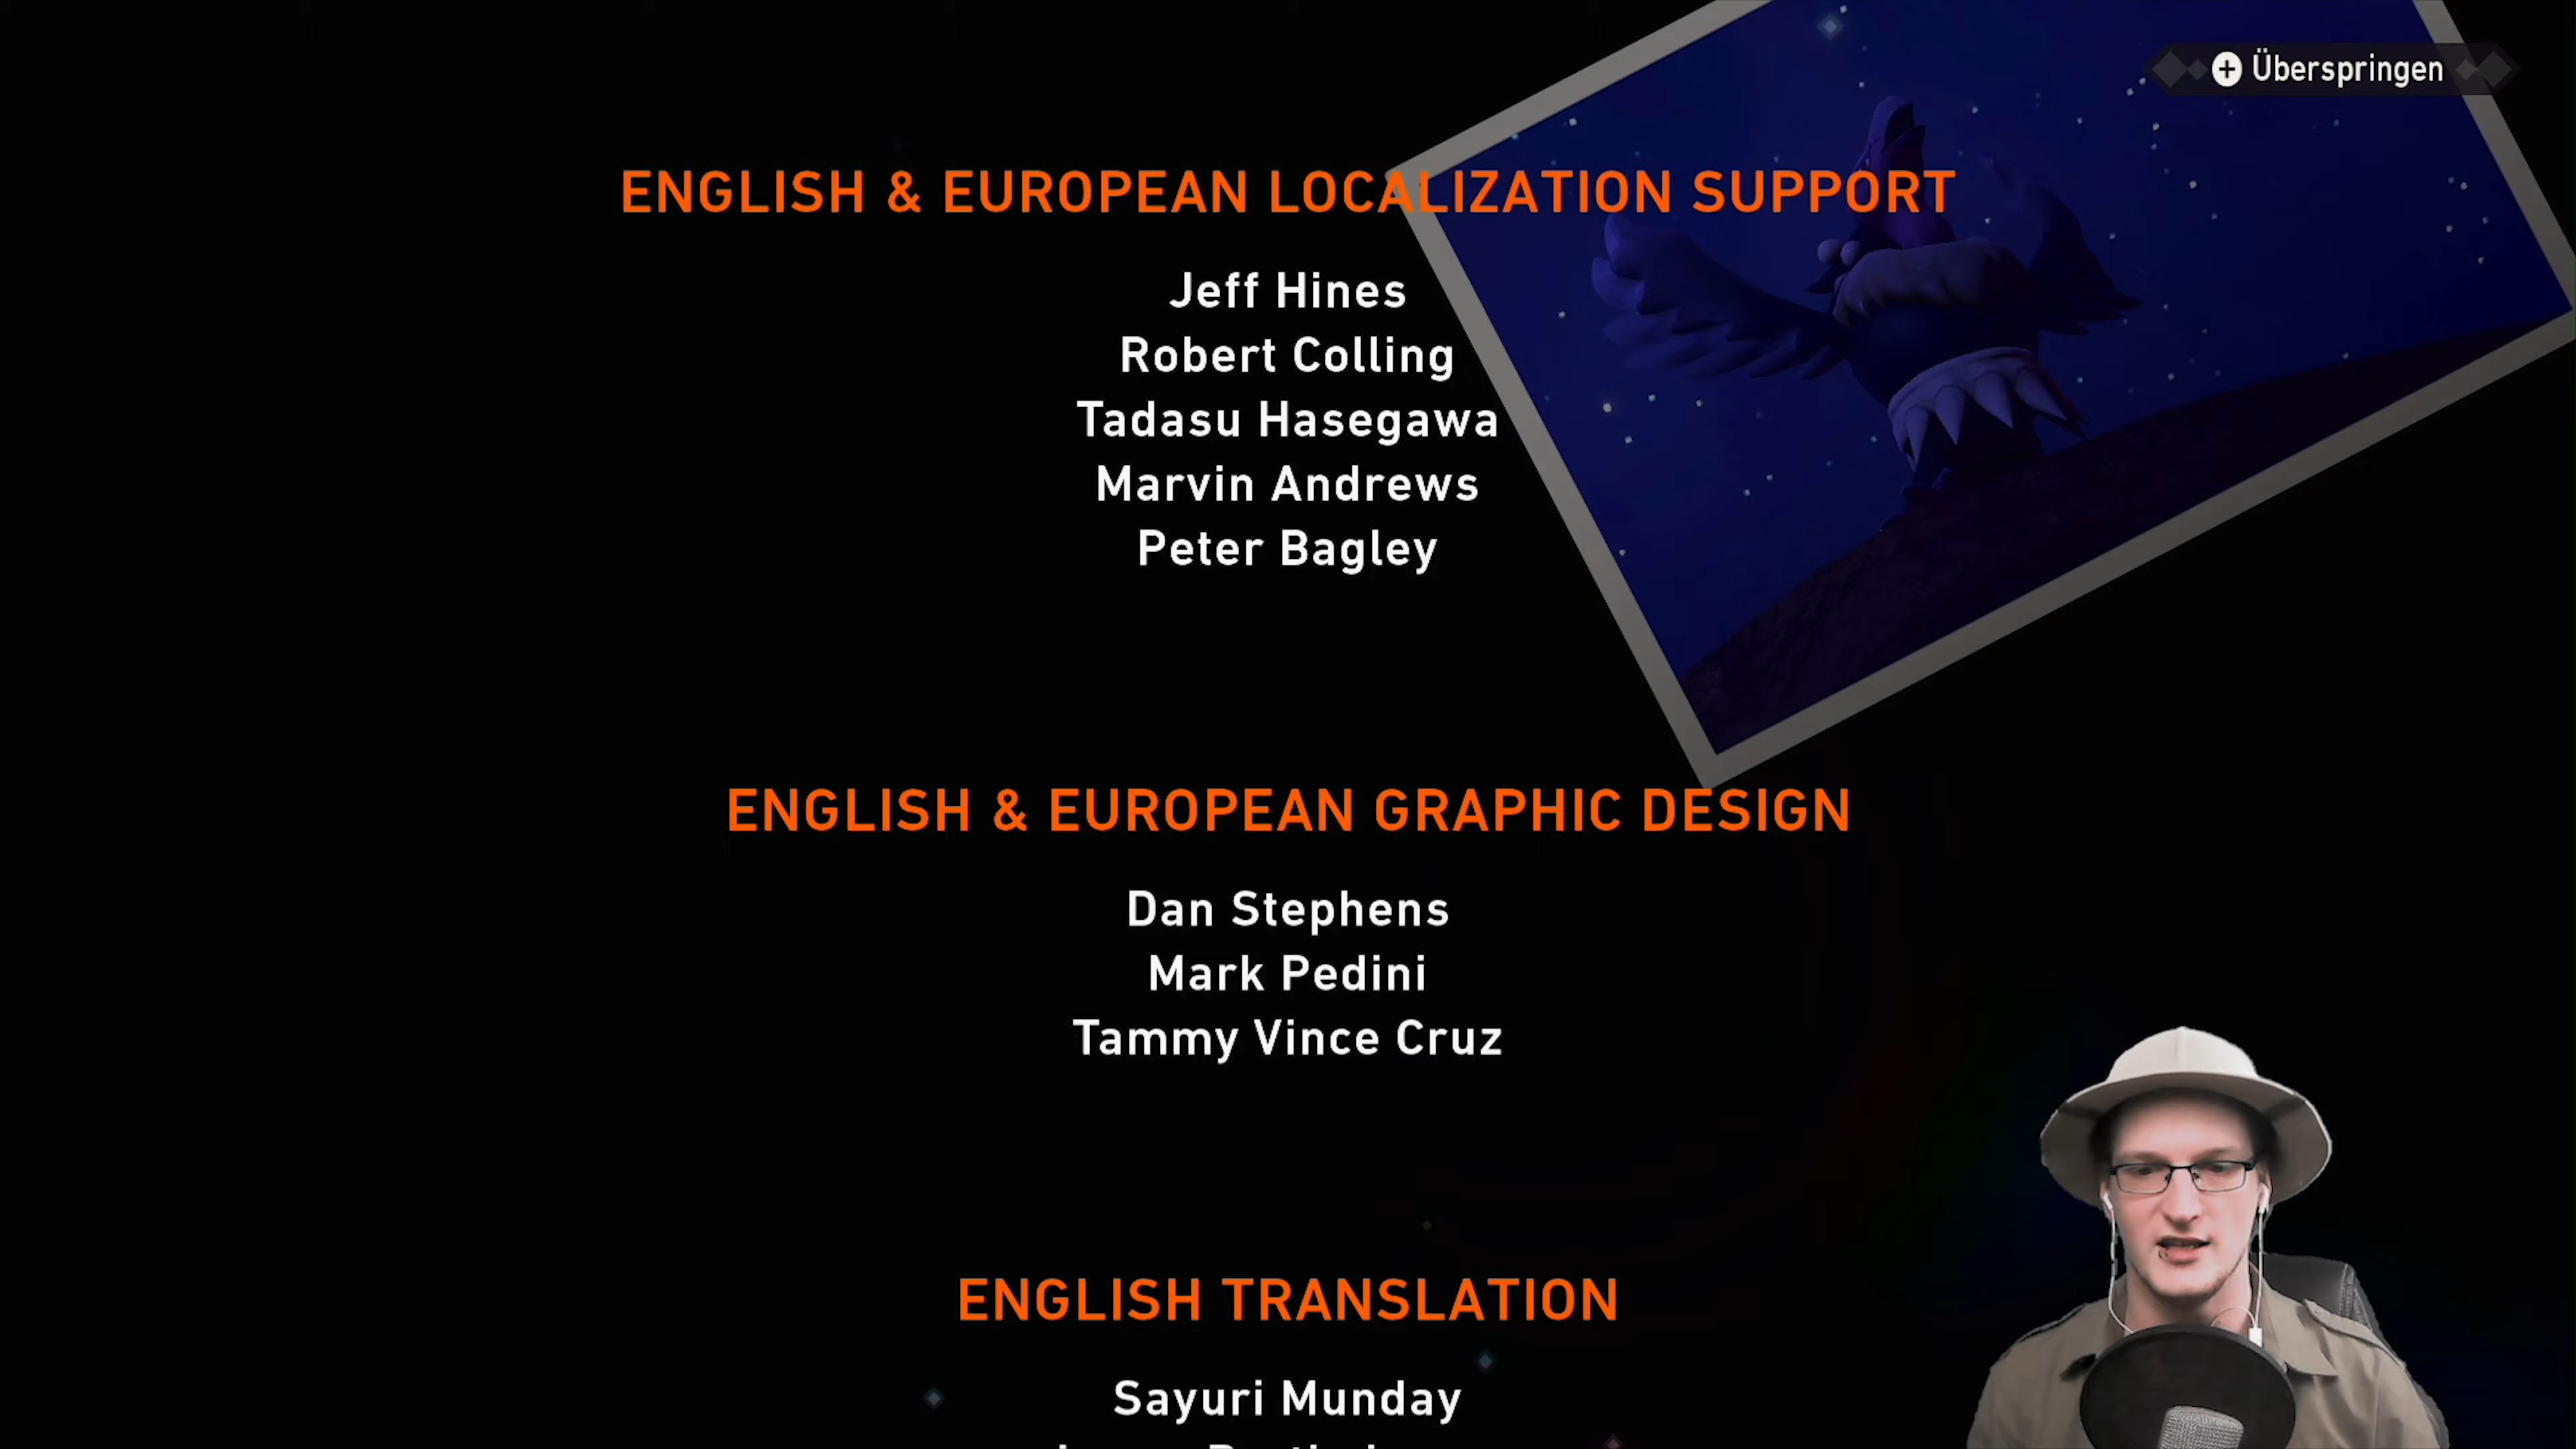 Überspringen
ENGLISH & EUROPEAN LOCALIZATION SUPPORT
Jeff Hines
Robert Colling
Tadasu Hasegawa
Marvin Andrews
Peter Bagley
ENGLISH & EUROPEAN GRAPHIC DESIGN
Dan Stephens
Mark Pedini
Tammy Vince Cruz
ENGLISH TRANSLATION
Sayuri Munday